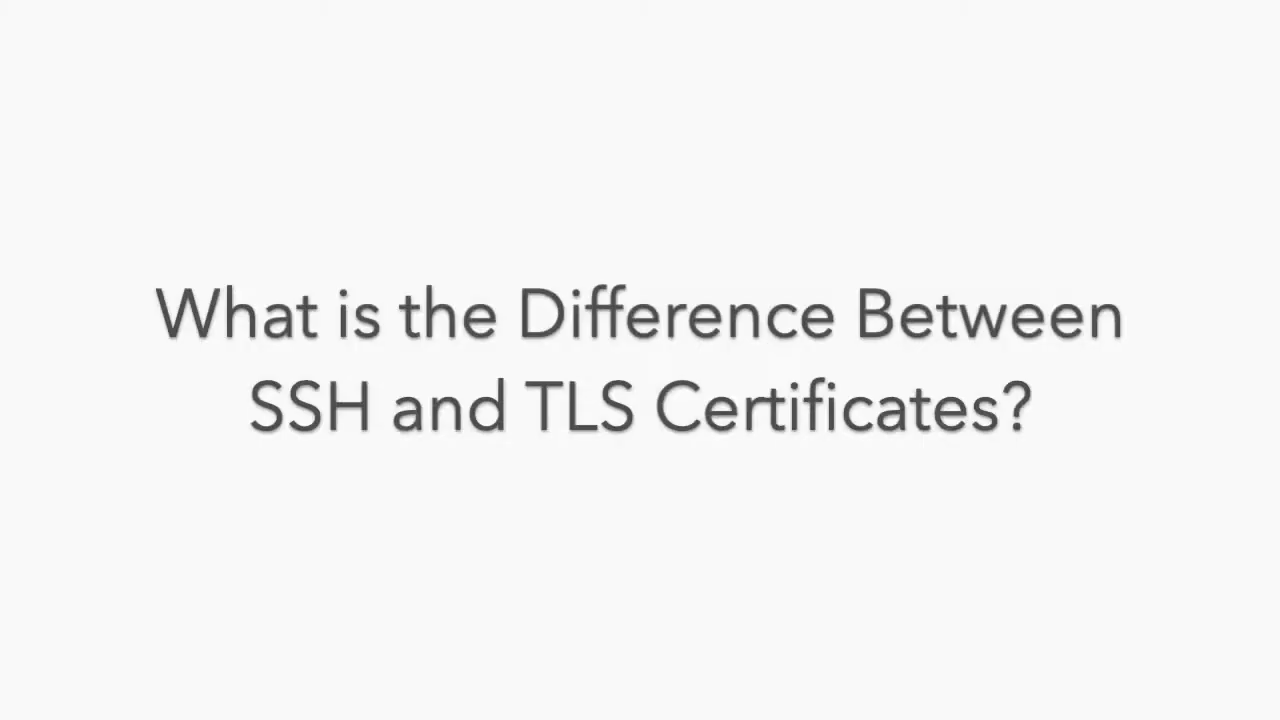 What is the Difference Between
SSH and TLS Certificates?